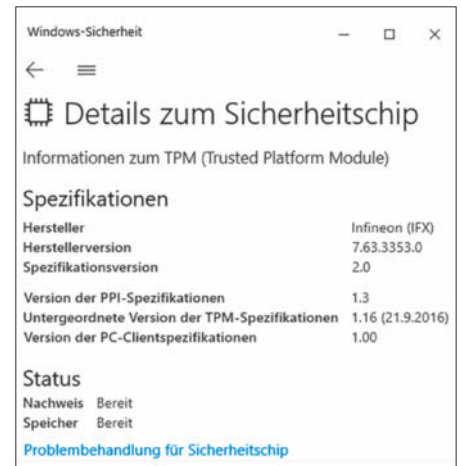 Windows-Sicherheit
Details zum Sicherheitschip
Informationen zum TPM (Trusted Platform Module)
Spezifikationen
Hersteller Infineon (IFX)
Herstellerversion 7.63.3353.0
Spezifikationsversion 2.0
Version der PPI-Spezifikationen 1.3
Untergeordnete Version der TPM-Spezifikationen 1.16 (21.9.2016)
Version der PC-Clientspezifikationen 1.00
Status
Nachweis Bereit
Speicher Bereit
Problembehandlung für Sicherheitschip